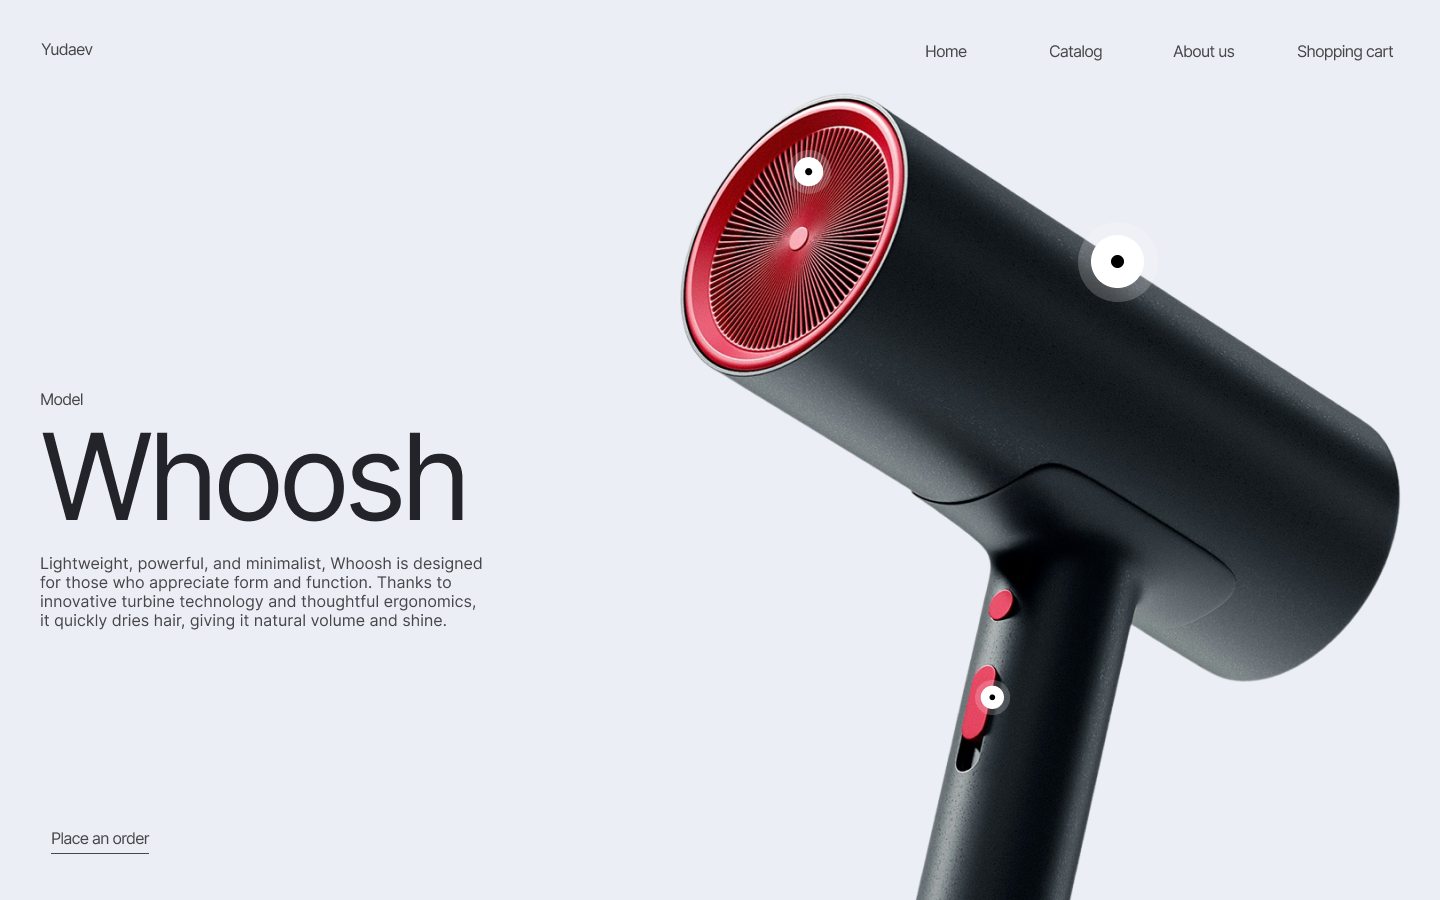 Yudaev
Home
Catalog
About us
Shopping cart
Model
Whoosh
Lightweight, powerful, and minimalist, Whoosh is designed
for those who appreciate form and function. Thanks to
innovative turbine technology and thoughtful ergonomics,
it quickly dries hair, giving it natural volume and shine.
Place an order